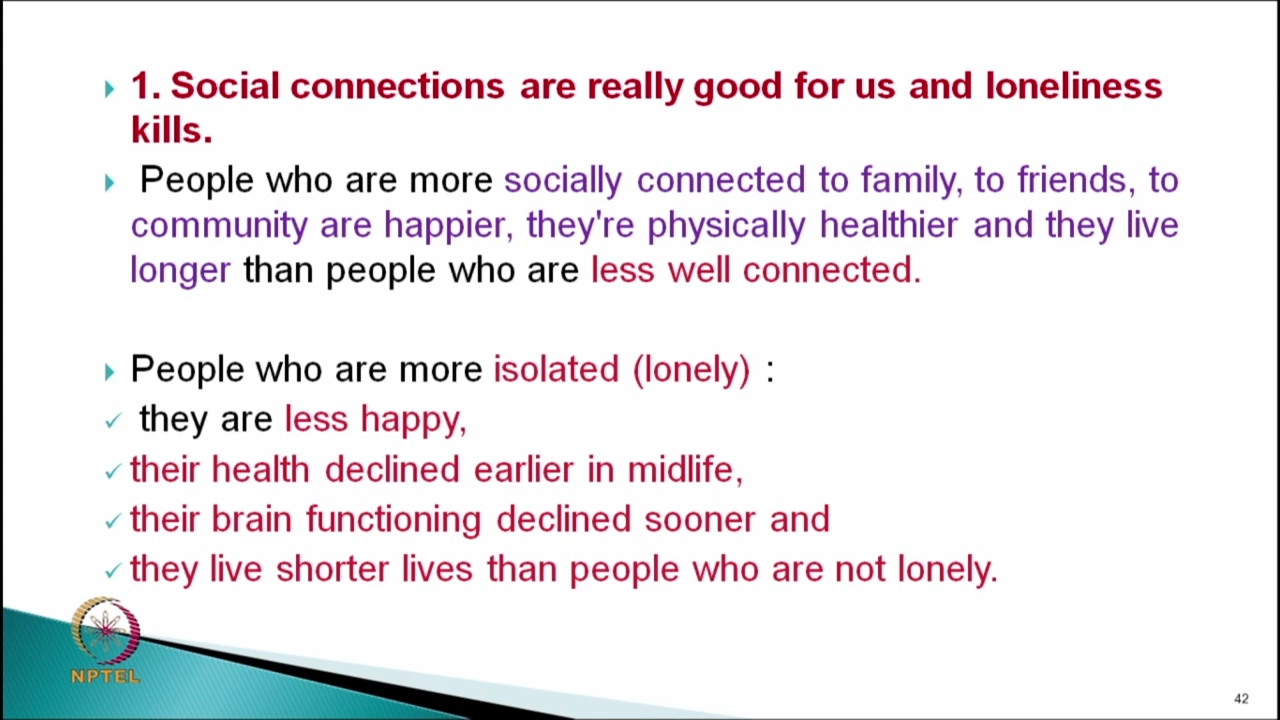 1. Social connections are really good for us and loneliness
kills.
People who are more socially connected to family, to friends, to
community are happier, they're physically healthier and they live
longer than people who are less well connected.
People who are more isolated (lonely) :
they are less happy,
their health declined earlier in midlife,
their brain functioning declined sooner and
they live shorter lives than people who are not lonely.
NPTEL
42